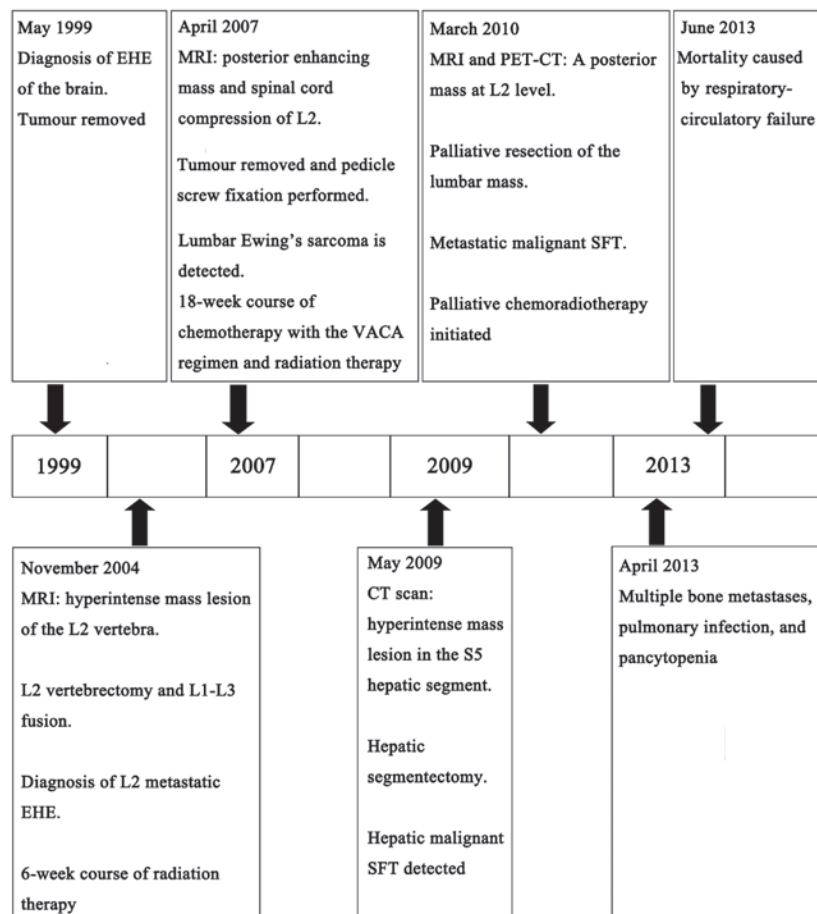 May 1999
Diagnosis of EHE
of the brain.
Tumour removed
April 2007
MRI: posterior enhancing
mass and spinal cord
compression of L2.
Tumour removed and pedicle
screw fixation performed.
Lumbar Ewing's sarcoma is
detected.
18-week course of
chemotherapy with the VACA
regimen and radiation therapy
March 2010
MRI and PET-CT: A posterior
mass at L2 level.
Palliative resection of the
lumbar mass.
Metastatic malignant SFT.
Palliative chemoradiotherapy
initiated
June 2013
Mortality caused
by respiratory-
circulatory failure
1999
2007
2009
2013
November 2004
MRI: hyperintense mass lesion
of the L2 vertebra.
L2 vertebrectomy and L1-L3
fusion.
Diagnosis of L2 metastatic
EHE.
6-week course of radiation
therapy
May 2009
CT scan:
hyperintense mass
lesion in the S5
hepatic segment.
Hepatic
segmentectomy.
Hepatic malignant
SFT detected
April 2013
Multiple bone metastases,
pulmonary infection, and
pancytopenia